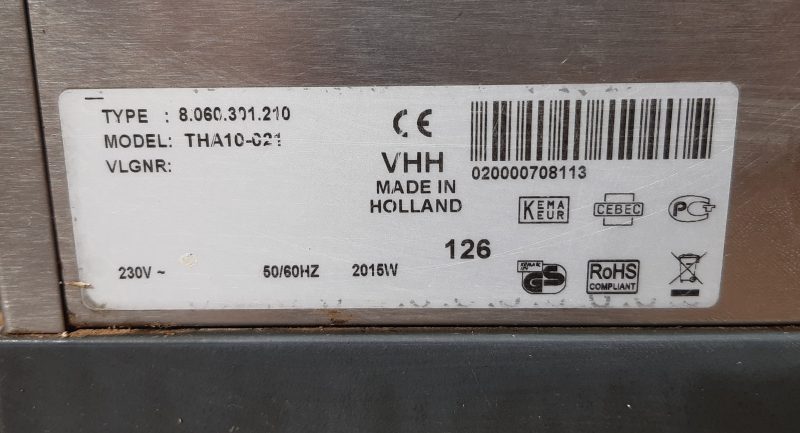 TYPE : 8.060.301.210
MODEL: THA10-021
VLGNR:
CE
VHH
MADE IN
HOLLAND
020000708113
KEMA
KEUR
CEBEC
PG
126
230V ~
50/60HZ
2015W
GS
RoHS
COMPLIANT